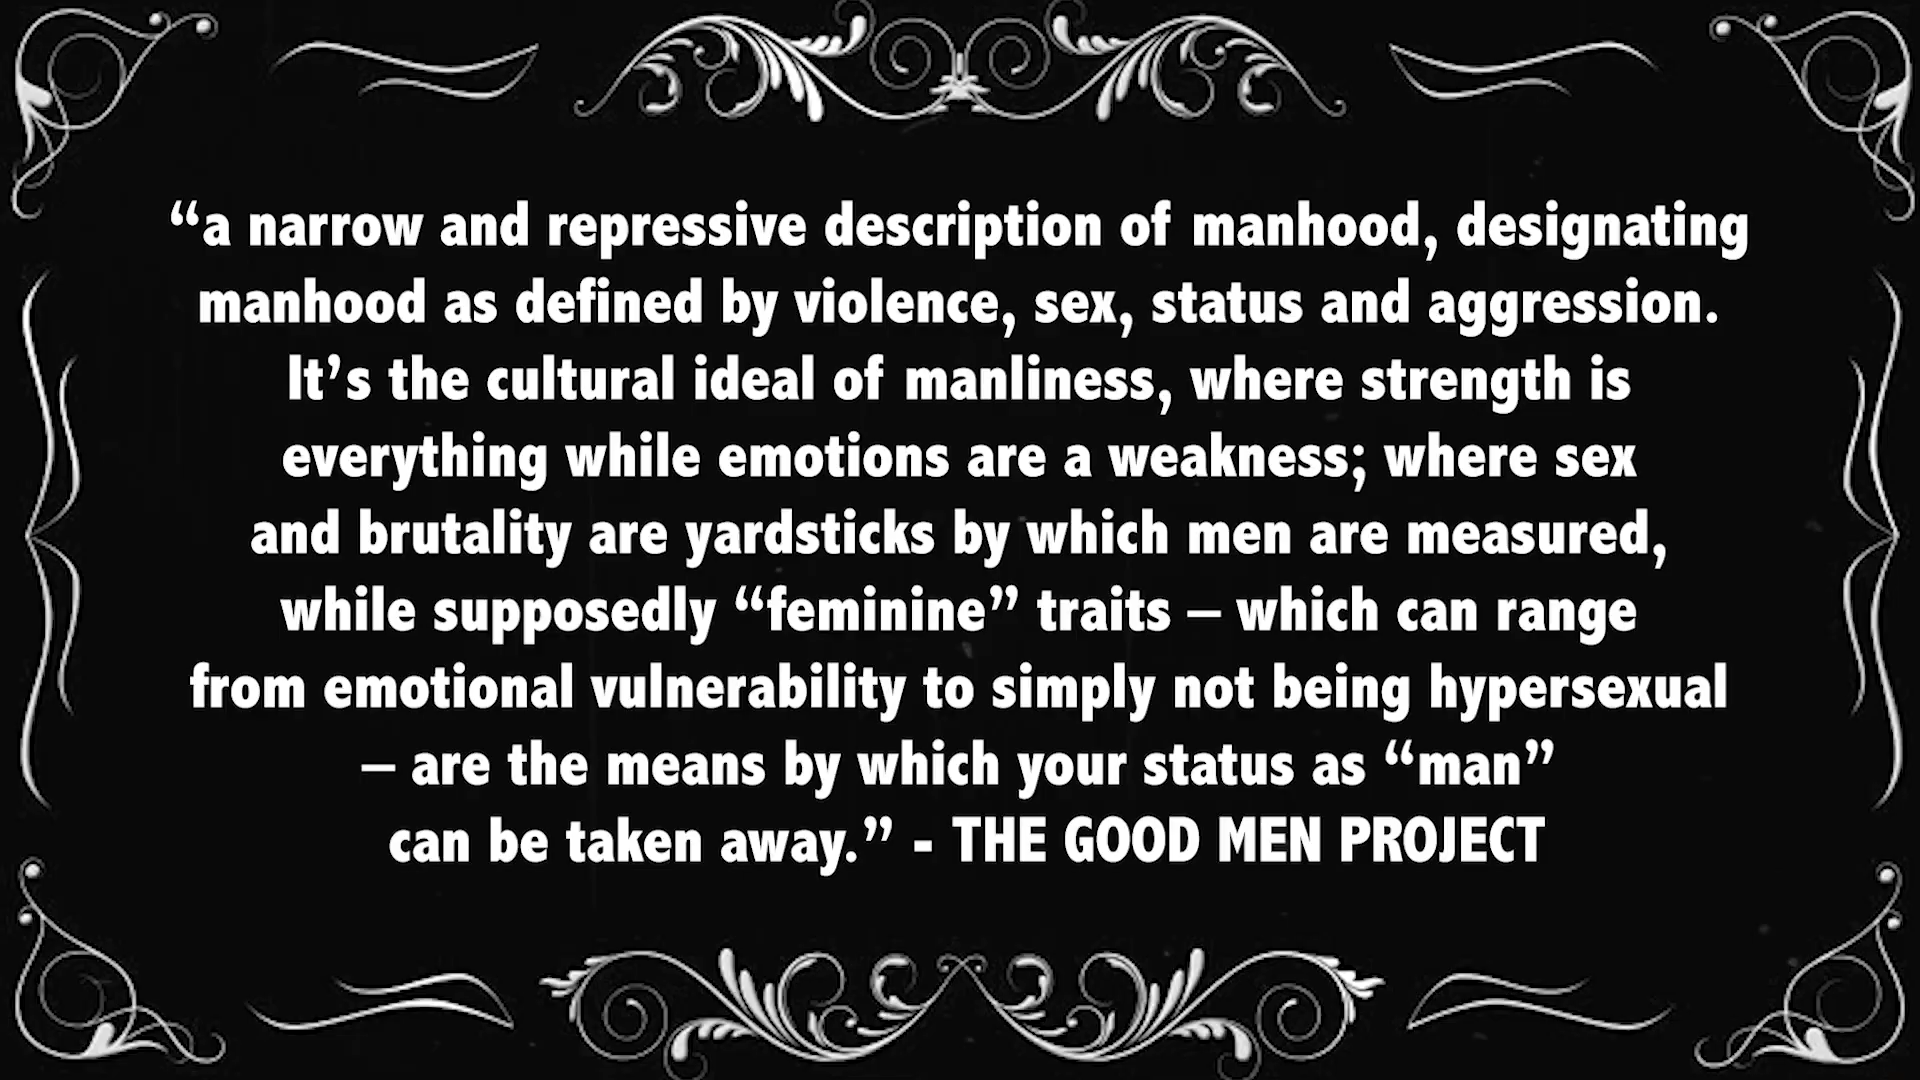 “a narrow and repressive description of manhood, designating
manhood as defined by violence, sex, status and aggression.
It’s the cultural ideal of manliness, where strength is
everything while emotions are a weakness; where sex
and brutality are yardsticks by which men are measured,
while supposedly “feminine” traits – which can range
from emotional vulnerability to simply not being hypersexual
– are the means by which your status as “man”
can be taken away.” - THE GOOD MEN PROJECT